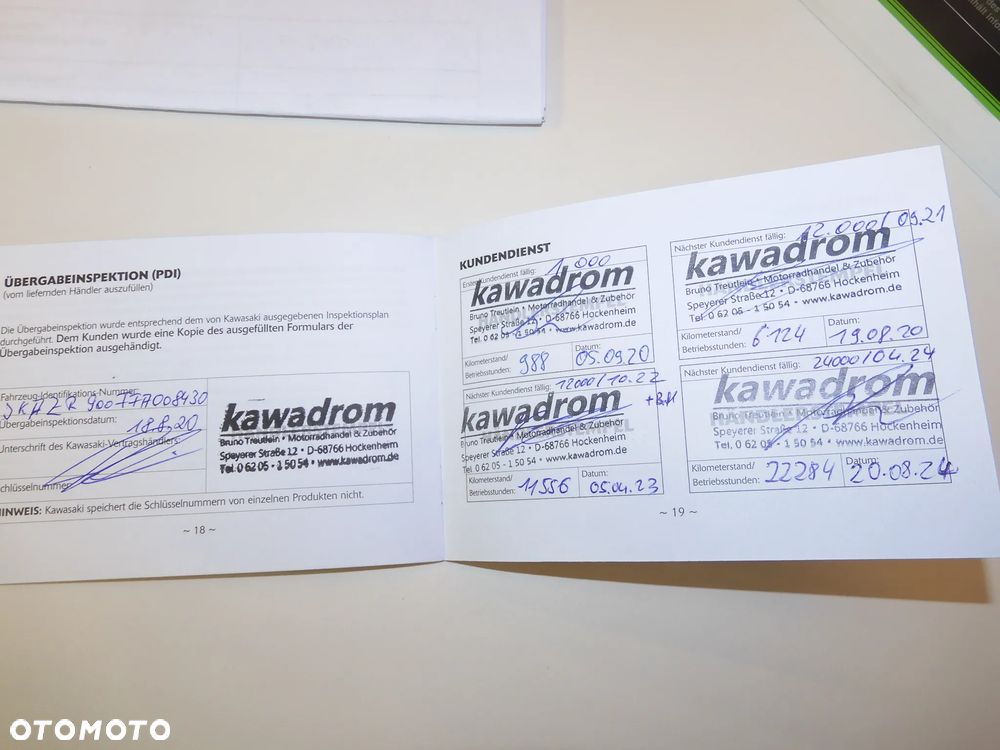 ÜBERGABEINSPEKTION (PDI)
(vom liefernden Händler auszufüllen)
Die Übergabeinspektion wurde entsprechend dem von Kawasaki ausgegebenen Inspektionsplan
durchgeführt. Dem Kunden wurde eine Kopie des ausgefüllten Formulars der
Übergabeinspektion ausgehändigt.
Fahrzeug-Identifikations-Nummer:
JKAZR900FFA008430
Übergabeinspektionsdatum: 18.8.20
Unterschrift des Kawasaki-Vertragshändlers:
Schlüsselnummer:
kawadrom
Bruno Treutlein • Motorradhandel & Zubehör
Speyerer Straße 12 • D-68766 Hockenheim
Tel. 0 62 05 - 1 50 54 • www.kawadrom.de
HINWEIS: Kawasaki speichert die Schlüsselnummern von einzelnen Produkten nicht.
~ 18 ~
KUNDENDIENST
Erster Kundendienst fällig: 1.000
kawadrom
Bruno Treutlein • Motorradhandel & Zubehör
Speyerer Straße 12 • D-68766 Hockenheim
Tel. 0 62 05 - 1 50 54 • www.kawadrom.de
Kilometerstand/
Betriebsstunden: 988
Datum:
05.09.20
Nächster Kundendienst fällig: 12.000/09.21
kawadrom
Bruno Treutlein • Motorradhandel & Zubehör
Speyerer Straße 12 • D-68766 Hockenheim
Tel. 0 62 05 - 1 50 54 • www.kawadrom.de
Kilometerstand/
Betriebsstunden: 6124
Datum:
19.08.20
Nächster Kundendienst fällig: 12000/10.22
kawadrom
Bruno Treutlein • Motorradhandel & Zubehör
Speyerer Straße 12 • D-68766 Hockenheim
Tel. 0 62 05 - 1 50 54 • www.kawadrom.de
Kilometerstand/
Betriebsstunden: 11556
Datum:
05.04.23
Nächster Kundendienst fällig: 24000/04.24
kawadrom
Bruno Treutlein • Motorradhandel & Zubehör
Speyerer Straße 12 • D-68766 Hockenheim
Tel. 0 62 05 - 1 50 54 • www.kawadrom.de
Kilometerstand/
Betriebsstunden: 22284
Datum:
20.08.24
~ 19 ~
OTOMOTO